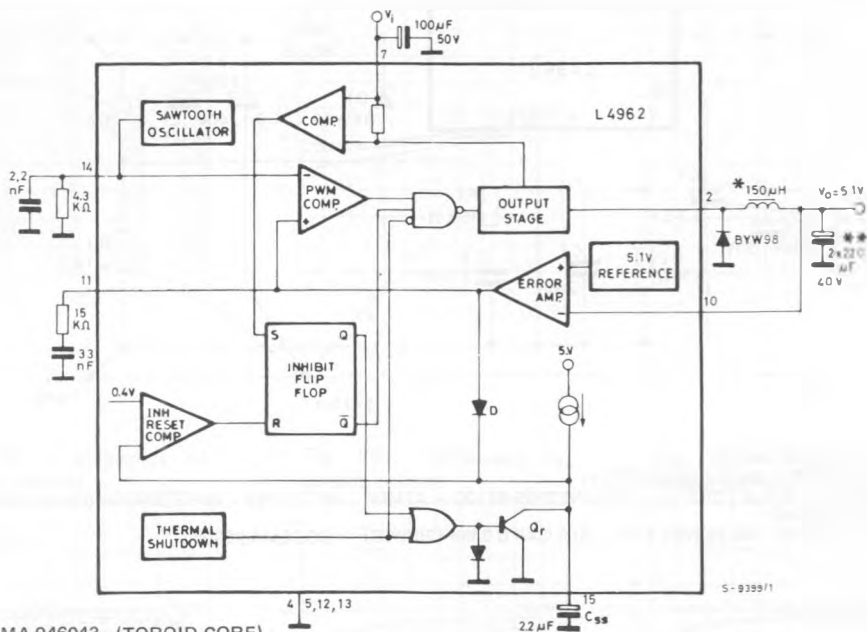 Vi
100µF
50V
7
L4962
SAWTOOTH
OSCILLATOR
COMP.
14
2,2
nF
4.3
KΩ
-
PWM
COMP.
+
OUTPUT
STAGE
2
* 150µH
Vo=5.1V
BYW98
**
2x220
µF
40V
11
15
KΩ
33
nF
+
ERROR
AMP.
-
5.1V
REFERENCE
10
S Q
INHIBIT
FLIP
FLOP
R Q̅
0.4V
INH
RESET
COMP.
D
5V
THERMAL
SHUTDOWN
Qr
4 5,12,13
15
Css
2.2µF
S-9399/1
(TOROID CORE)